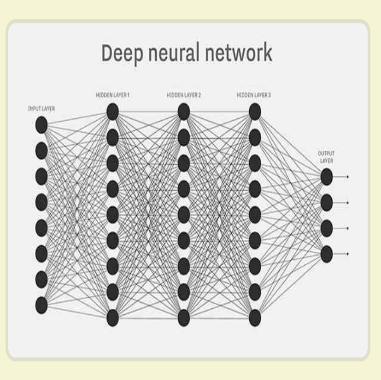 Deep neural network
INPUT LAYER
HIDDEN LAYER 1
HIDDEN LAYER 2
HIDDEN LAYER 3
OUTPUT
LAYER